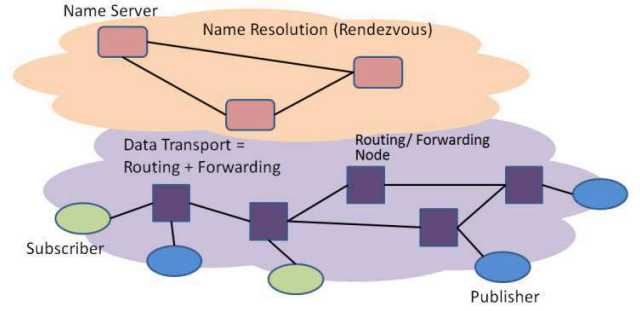 Name Server
Name Resolution (Rendezvous)
Data Transport =
Routing + Forwarding
Routing/ Forwarding
Node
Subscriber
Publisher